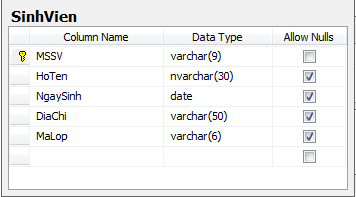 SinhVien
Column Name Data Type Allow Nulls
MSSV varchar(9)
HoTen nvarchar(30)
NgaySinh date
DiaChi varchar(50)
MaLop varchar(6)